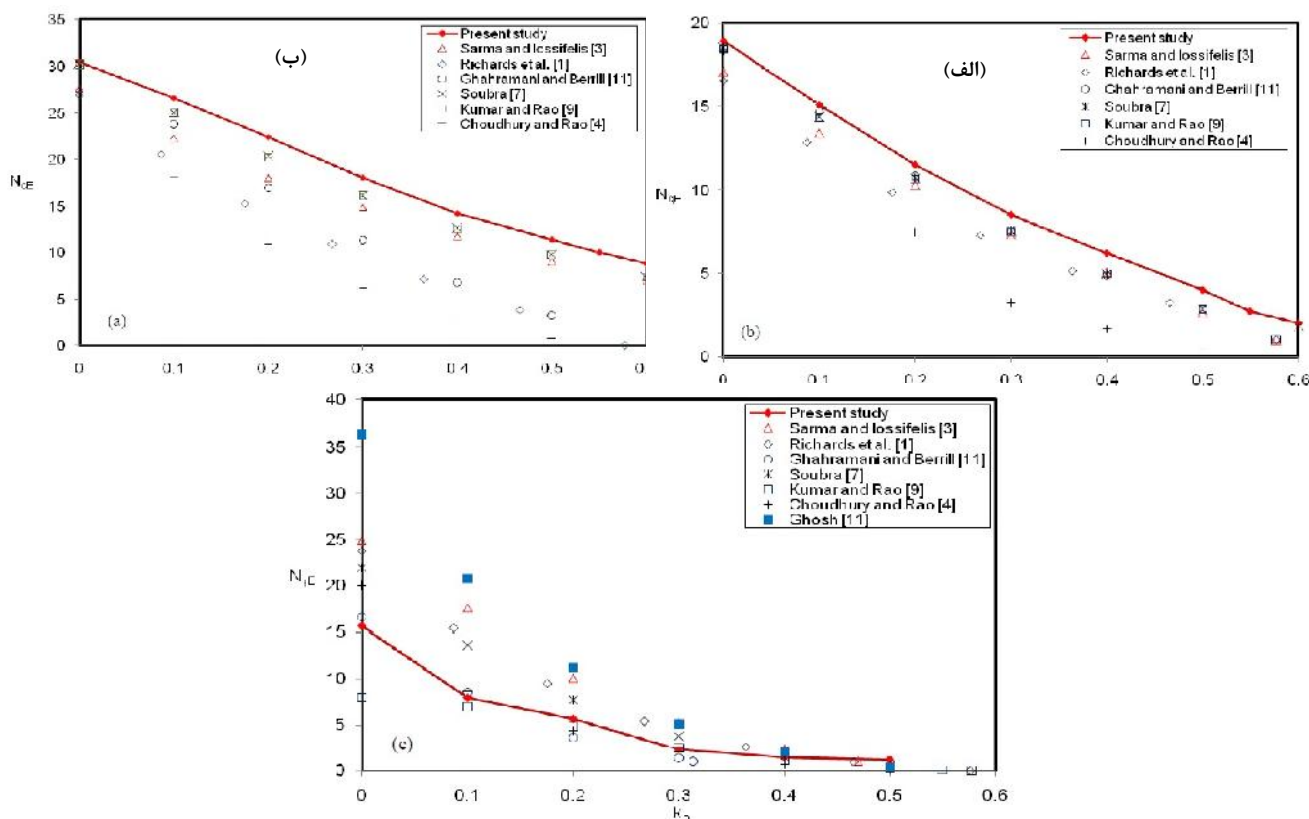 35
30
25
20
15
10
5
0
N_cE
(ب)
Present study
Sarma and Iossifelis [3]
Richards et al. [1]
Ghahramani and Berrill [11]
Soubra [7]
Kumar and Rao [9]
Choudhury and Rao [4]
(a)
0 0.1 0.2 0.3 0.4 0.5
20
15
10
5
0
(الف)
Present study
Sarma and Iossifelis [3]
Richards et al. [1]
Ghahramani and Berrill [11]
Soubra [7]
Kumar and Rao [9]
Choudhury and Rao [4]
(b)
0 0.1 0.2 0.3 0.4 0.5 0.6
40
35
30
25
20
15
10
5
0
Present study
Sarma and Iossifelis [3]
Richards et al. [1]
Ghahramani and Berrill [11]
Soubra [7]
Kumar and Rao [9]
Choudhury and Rao [4]
Ghosh [11]
(c)
0 0.1 0.2 0.3 0.4 0.5 0.6